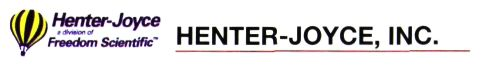 Henter-Joyce
a division of
Freedom Scientific™
HENTER-JOYCE, INC.